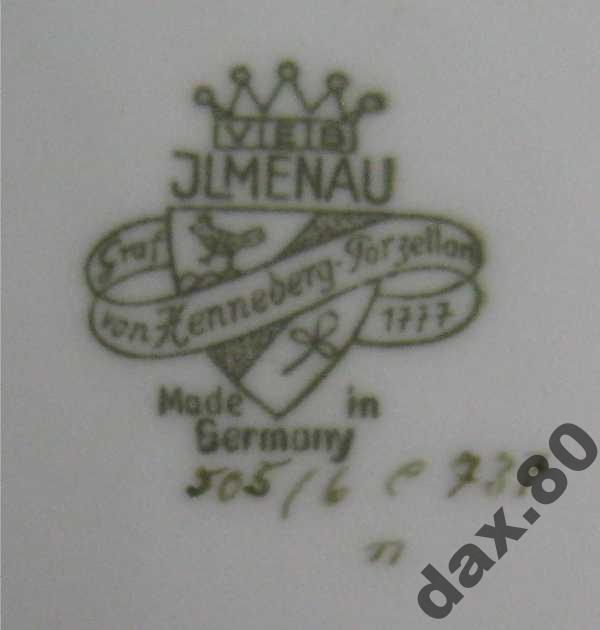 VEB
JLMENAU
Graf
von Henneberg-Porzellan
1777
Made in
Germany
505/6 e
n
dax.80